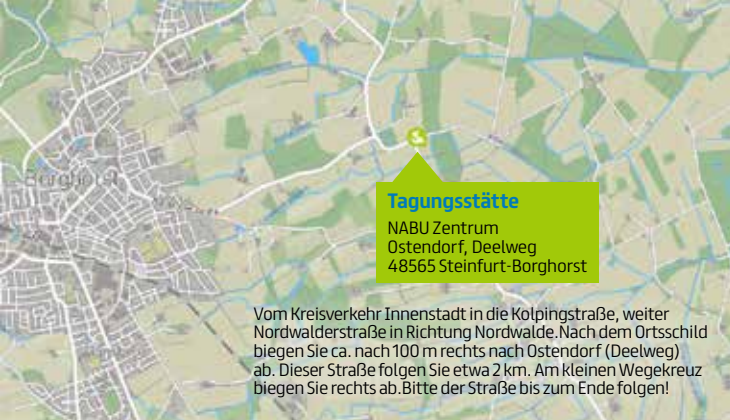 Borghorst
Tagungsstätte
NABU Zentrum
Ostendorf, Deelweg
48565 Steinfurt-Borghorst
Vom Kreisverkehr Innenstadt in die Kolpingstraße, weiter
Nordwalderstraße in Richtung Nordwalde.Nach dem Ortsschild
biegen Sie ca. nach 100 m rechts nach Ostendorf (Deelweg)
ab. Dieser Straße folgen Sie etwa 2 km. Am kleinen Wegekreuz
biegen Sie rechts ab.Bitte der Straße bis zum Ende folgen!